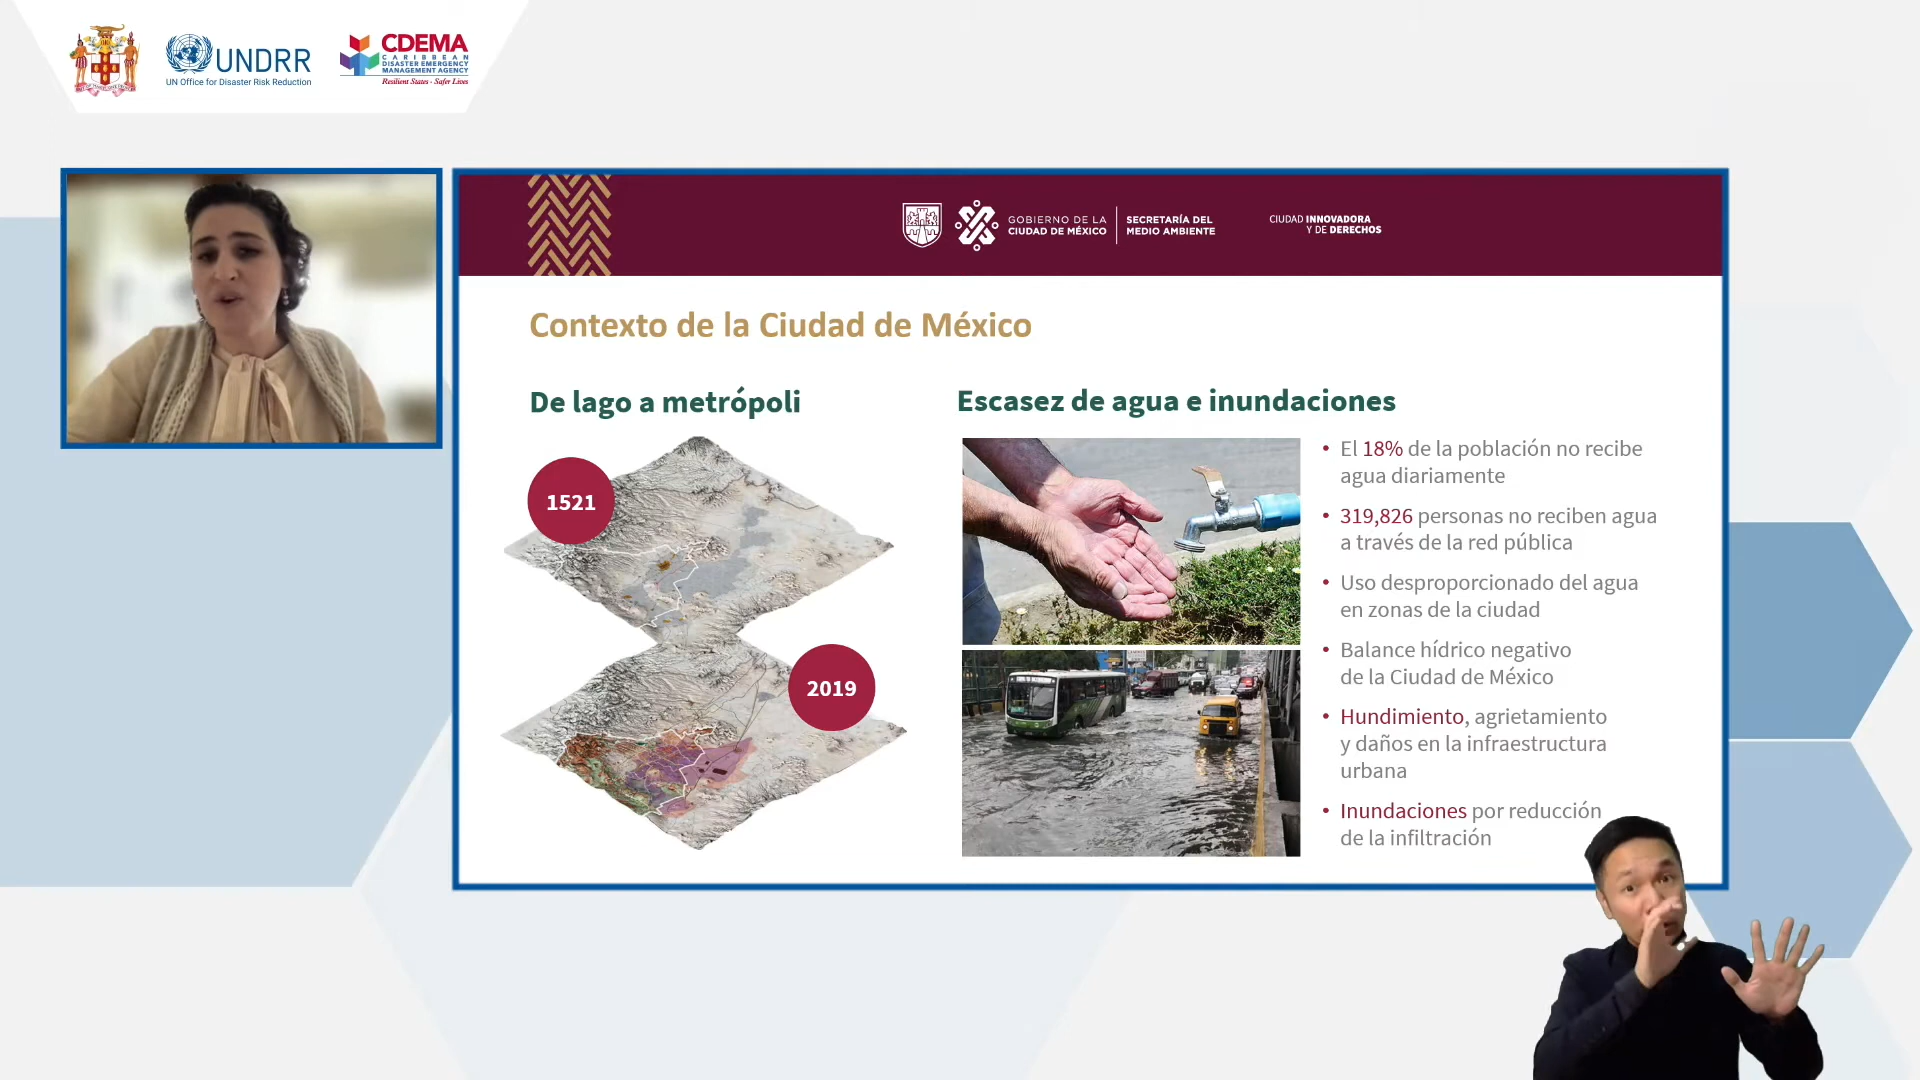 UNDRR
UN Office for Disaster Risk Reduction
CDEMA
CARIBBEAN
DISASTER EMERGENCY
MANAGEMENT AGENCY
Resilient States - Safer Lives
GOBIERNO DE LA
CIUDAD DE MÉXICO
SECRETARÍA DEL
MEDIO AMBIENTE
CIUDAD INNOVADORA
Y DE DERECHOS
Contexto de la Ciudad de México
De lago a metrópoli
1521
2019
Escasez de agua e inundaciones
• El 18% de la población no recibe
agua diariamente
• 319,826 personas no reciben agua
a través de la red pública
• Uso desproporcionado del agua
en zonas de la ciudad
• Balance hídrico negativo
de la Ciudad de México
• Hundimiento, agrietamiento
y daños en la infraestructura
urbana
• Inundaciones por reducción
de la infiltración